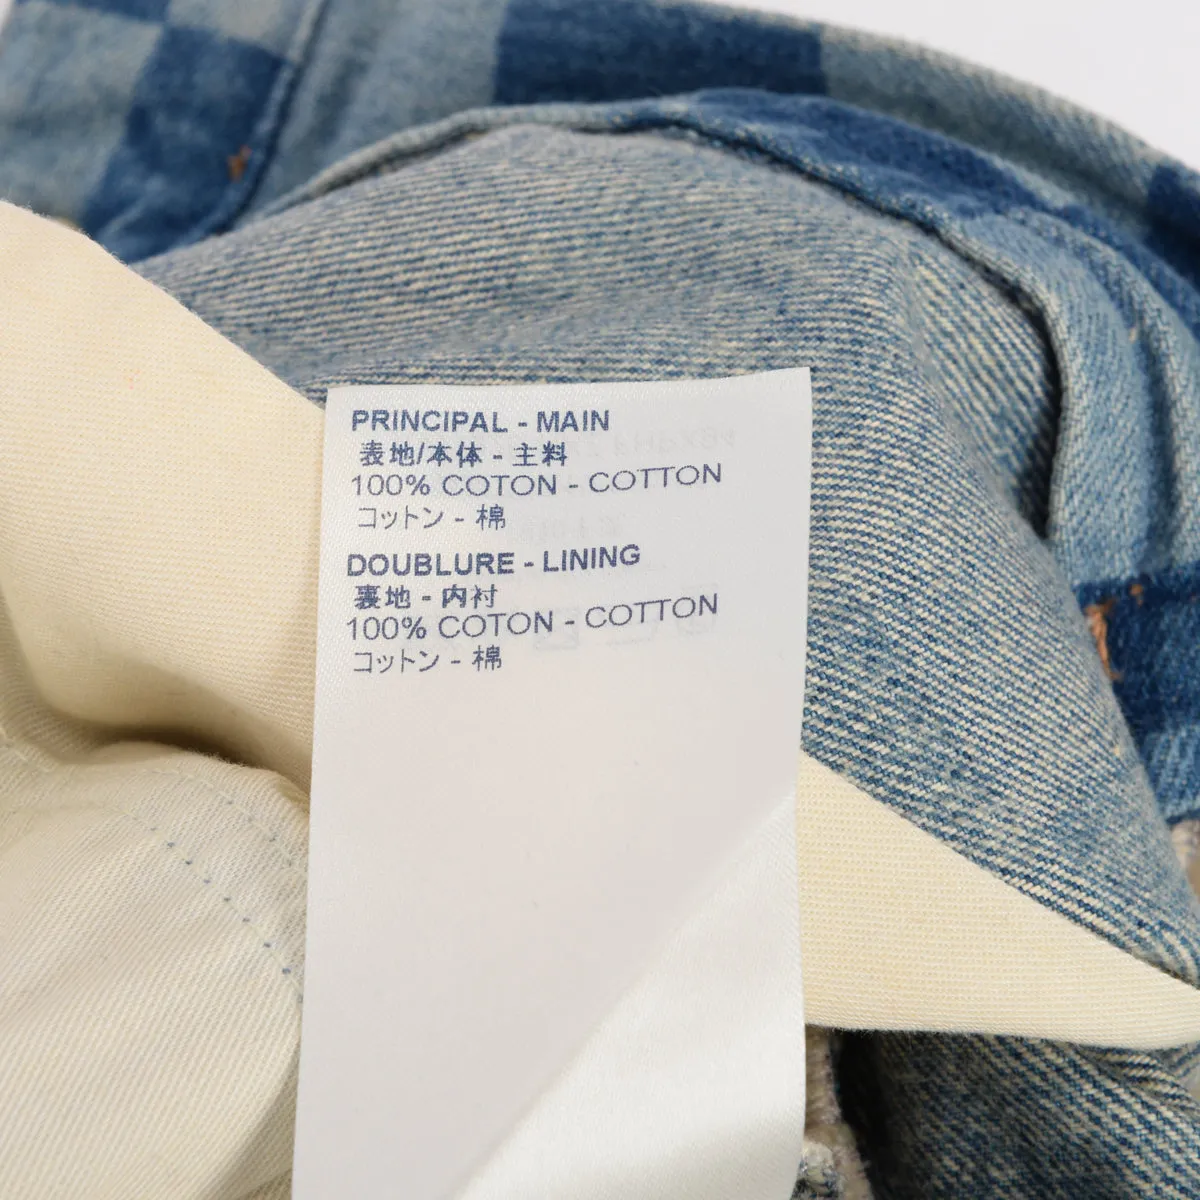 PRINCIPAL - MAIN
表地/本体 - 主料
100% COTON - COTTON
コットン - 棉
DOUBLURE - LINING
裏地 - 内衬
100% COTON - COTTON
コットン - 棉